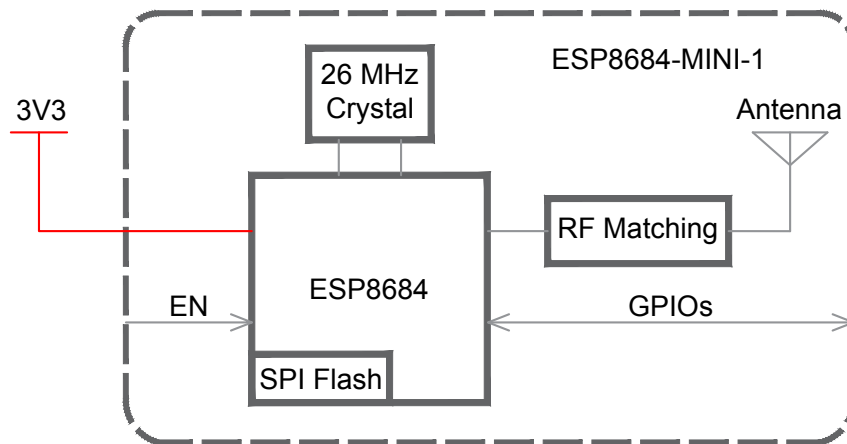 ESP8684-MINI-1
26 MHz
Crystal
3V3
Antenna
RF Matching
ESP8684
EN
GPIOs
SPI Flash